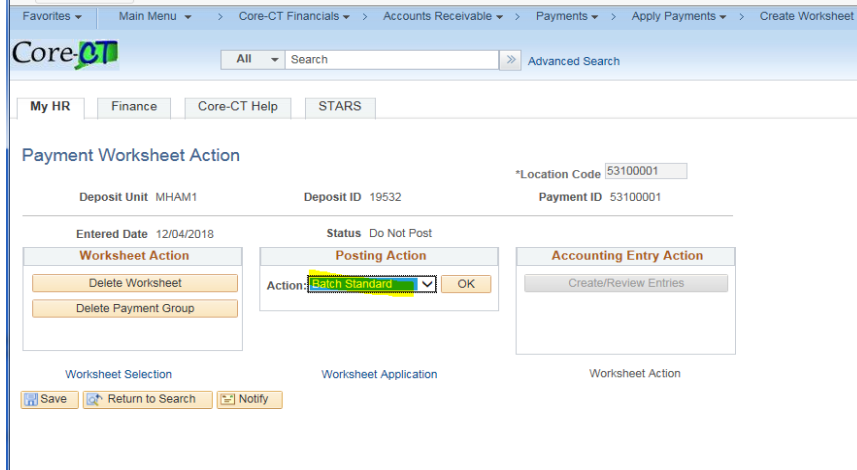 Favorites Main Menu > Core-CT Financials > Accounts Receivable > Payments > Apply Payments > Create Worksheet
Core-CT
All Search Advanced Search
My HR Finance Core-CT Help STARS
Payment Worksheet Action
*Location Code 53100001
Deposit Unit MHAM1 Deposit ID 19532 Payment ID 53100001
Entered Date 12/04/2018 Status Do Not Post
Worksheet Action Posting Action Accounting Entry Action
Delete Worksheet Action: Batch Standard OK Create/Review Entries
Delete Payment Group
Worksheet Selection Worksheet Application Worksheet Action
Save Return to Search Notify